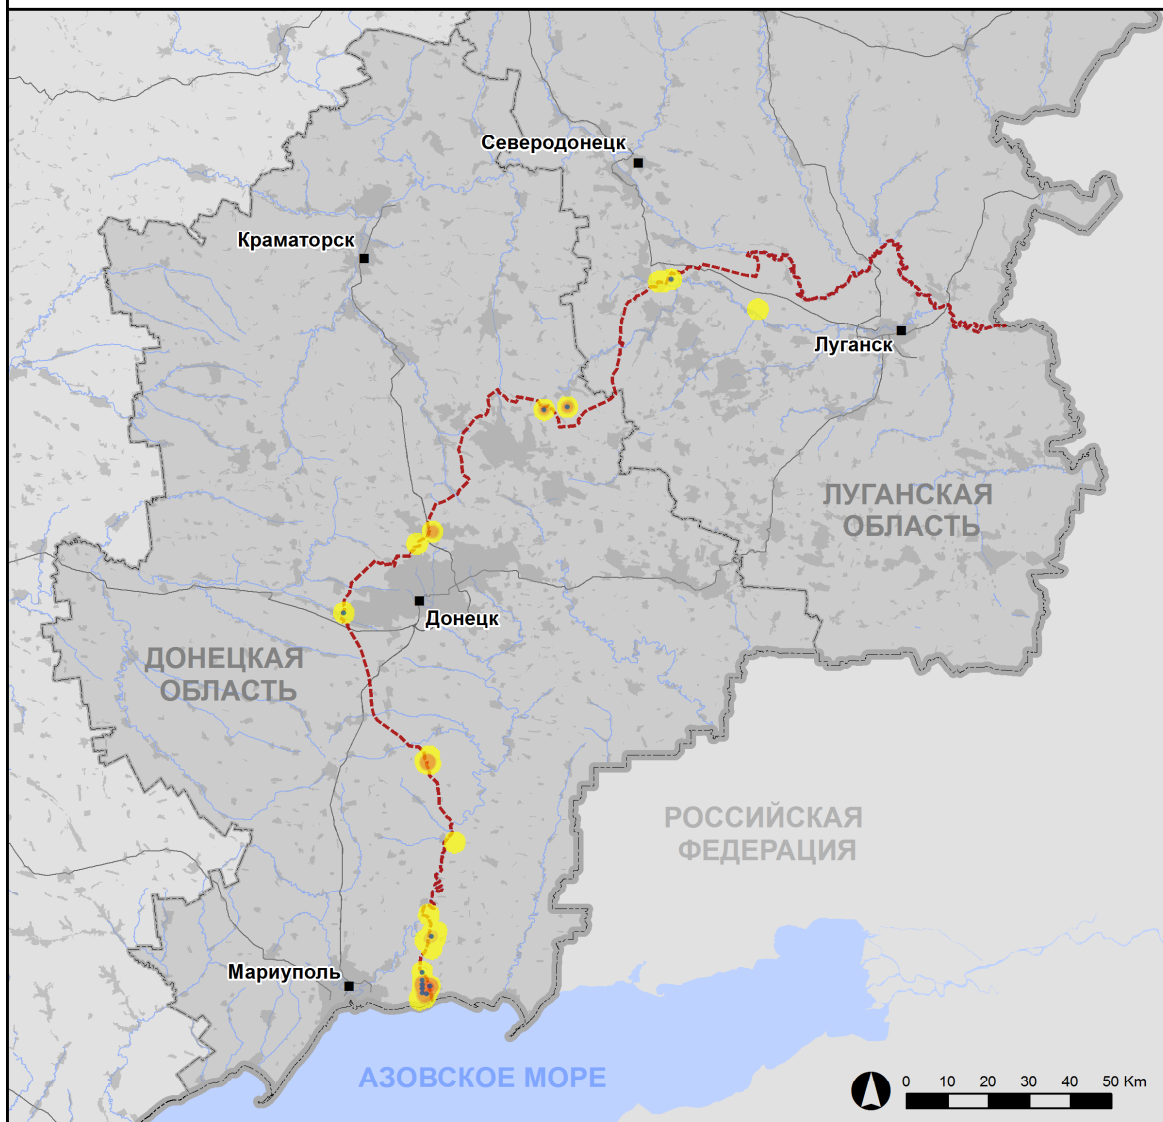 Северодонецк
Краматорск
Луганск
ЛУГАНСКАЯ
ОБЛАСТЬ
Донецк
ДОНЕЦКАЯ
ОБЛАСТЬ
РОССИЙСКАЯ
ФЕДЕРАЦИЯ
Мариуполь
АЗОВСКОЕ МОРЕ
0 10 20 30 40 50 Km